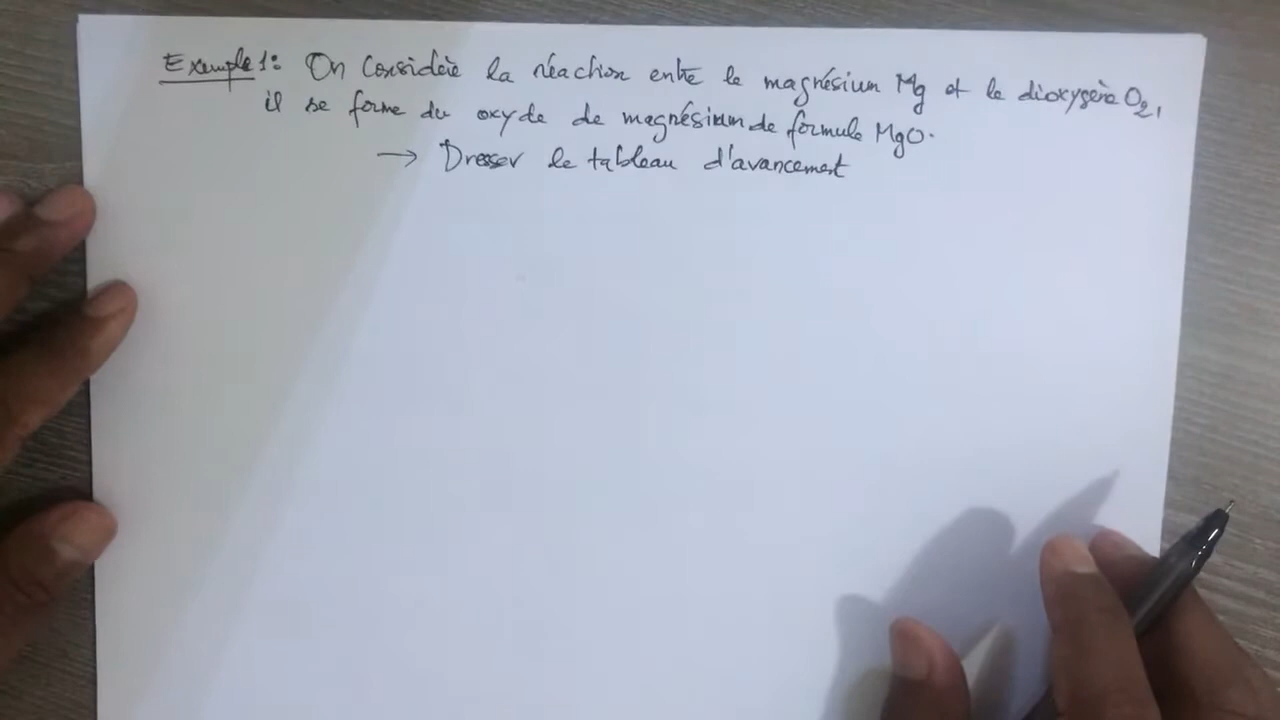 Exemple 1: On Considère la réaction entre le magnésium Mg et le dioxygène O2,
il se forme du oxyde de magnésium de formule MgO.
→ Dresser le tableau d'avancement